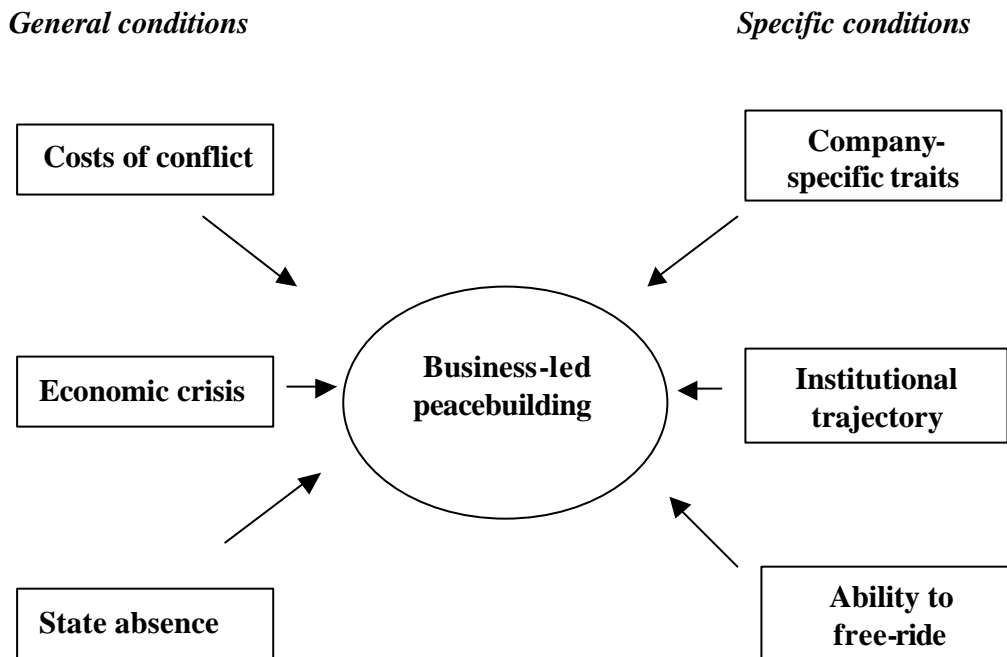 General conditions
Specific conditions
Costs of conflict
Company-
specific traits
Economic crisis
Business-led
peacebuilding
Institutional
trajectory
State absence
Ability to
free-ride